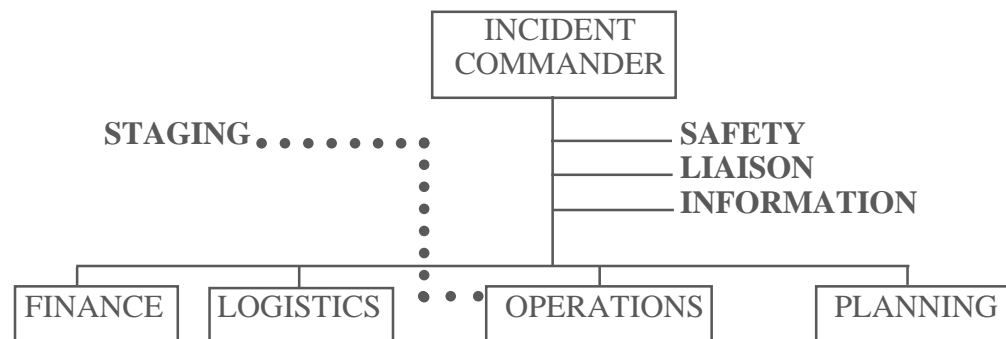 INCIDENT
COMMANDER
STAGING
SAFETY
LIAISON
INFORMATION
FINANCE
LOGISTICS
OPERATIONS
PLANNING